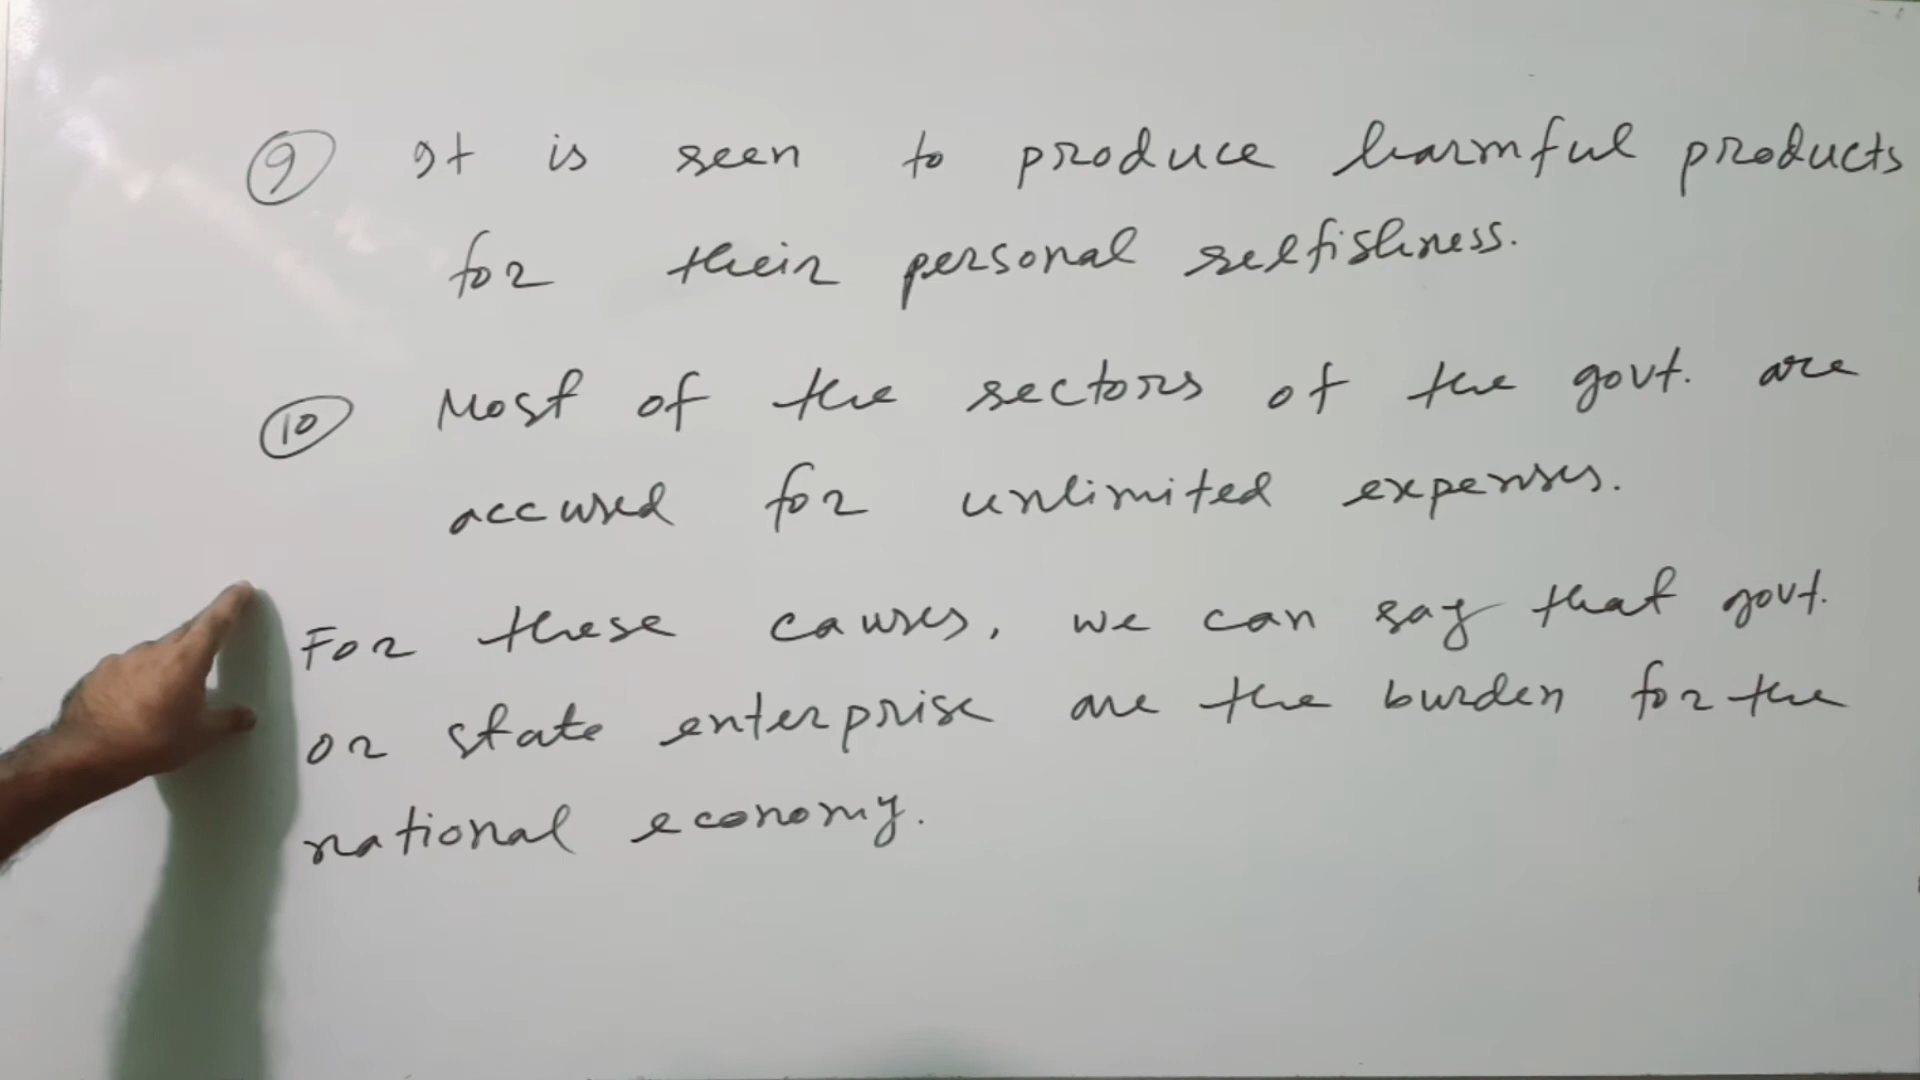 9 It is seen to produce harmful products
for their personal selfishness.
10 Most of the sectors of the govt. are
accused for unlimited expenses.
For these causes, we can say that govt.
or state enterprise are the burden for the
national economy.